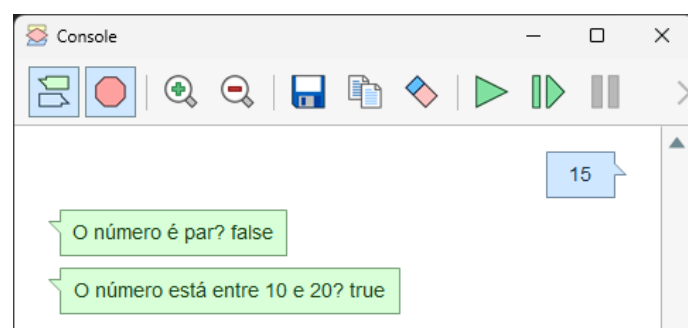 Console
15
O número é par? false
O número está entre 10 e 20? true